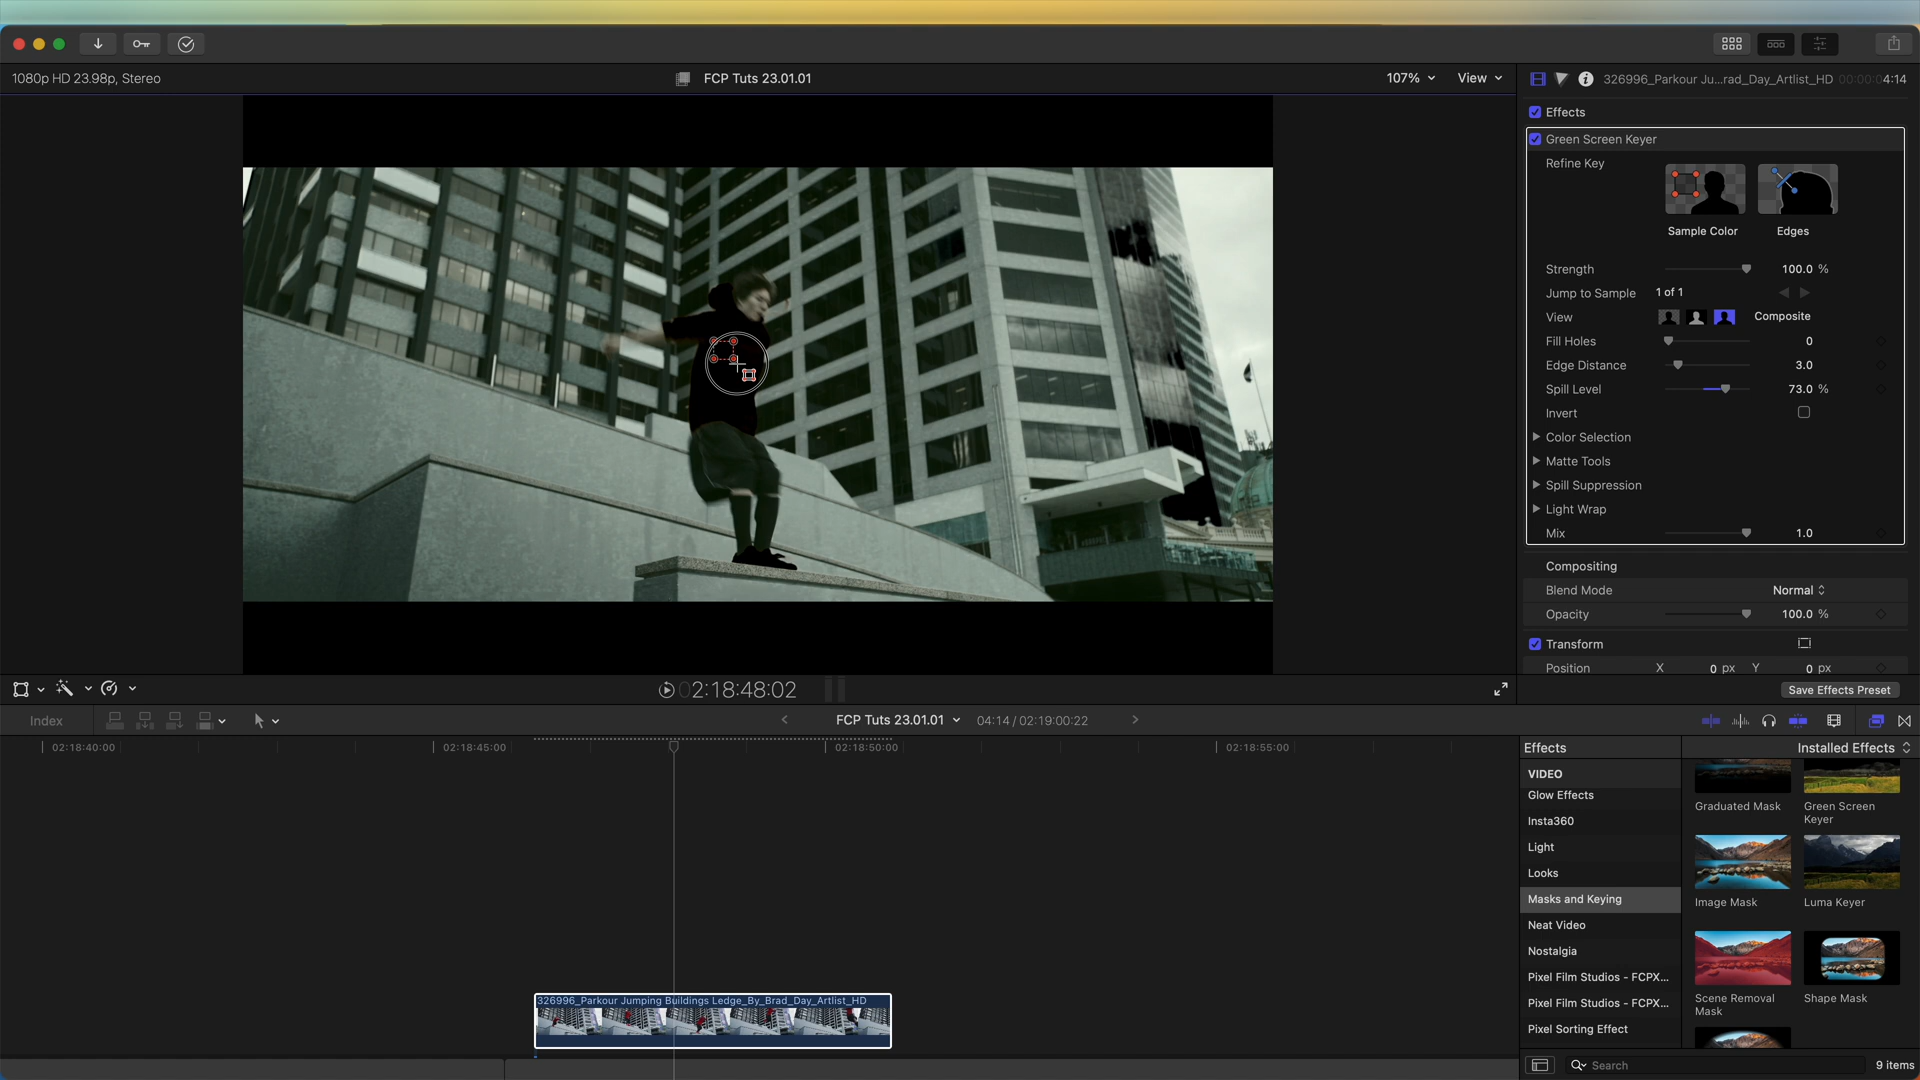 1080p HD 23.98p, Stereo
FCP Tuts 23.01.01
107%
View
326996_Parkour Ju...rad_Day_Artlist_HD
00:00:04:14
Effects
Green Screen Keyer
Refine Key
Sample Color
Edges
Strength
100.0 %
Jump to Sample
1 of 1
View
Composite
Fill Holes
0
Edge Distance
3.0
Spill Level
73.0 %
Invert
Color Selection
Matte Tools
Spill Suppression
Light Wrap
Mix
1.0
Compositing
Blend Mode
Normal
Opacity
100.0 %
Transform
Position
X
0 px
Y
0 px
02:18:48:02
Save Effects Preset
Index
FCP Tuts 23.01.01
04:14 / 02:19:00:22
02:18:40:00
02:18:45:00
02:18:50:00
02:18:55:00
326996_Parkour Jumping Buildings Ledge_By_Brad_Day_Artlist_HD
Effects
Installed Effects
VIDEO
Glow Effects
Insta360
Light
Looks
Masks and Keying
Neat Video
Nostalgia
Pixel Film Studios - FCPX...
Pixel Film Studios - FCPX...
Pixel Sorting Effect
Graduated Mask
Green Screen
Keyer
Image Mask
Luma Keyer
Scene Removal
Mask
Shape Mask
Search
9 items